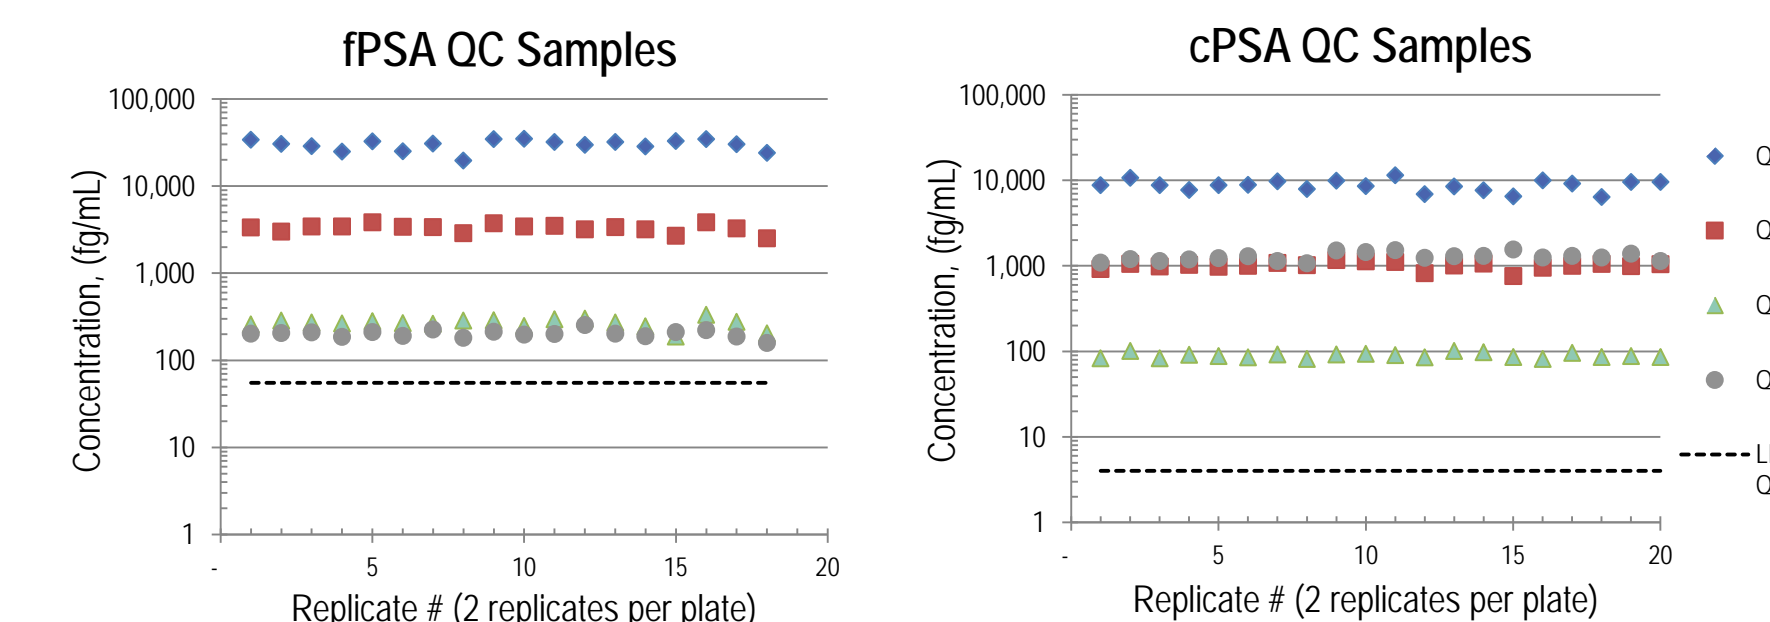 fPSA QC Samples
100,000
10,000
1,000
100
10
1
-
5
10
15
20
Concentration, (fg/mL)
Replicate # (2 replicates per plate)
cPSA QC Samples
100,000
10,000
1,000
100
10
1
-
5
10
15
20
Concentration, (fg/mL)
Replicate # (2 replicates per plate)
Q
Q
Q
Q
Q